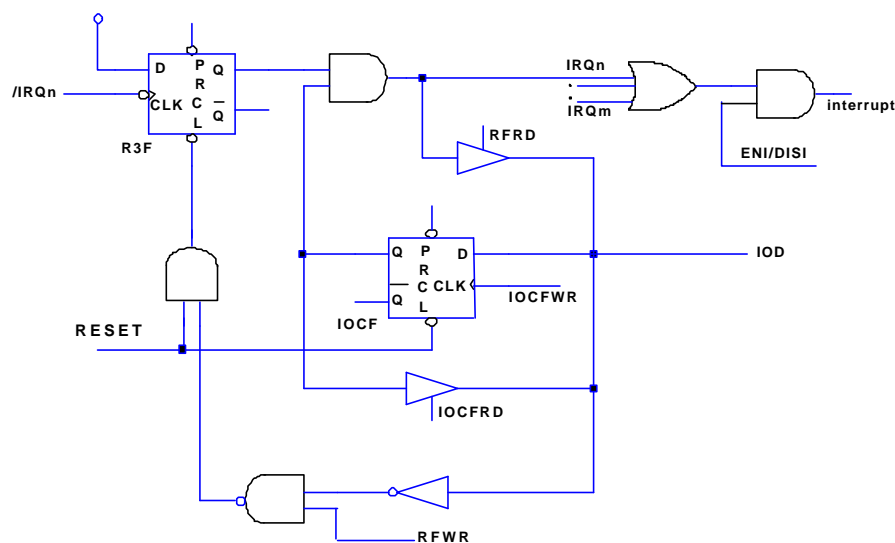 D P Q
R
/IRQn
CLK C Q
L
R3F
IRQn
IRQm
interrupt
RFRD
ENI/DISI
Q P D
R
IOD
Q C CLK
L
IOCFWR
IOCF
RESET
IOCFRD
RFWR